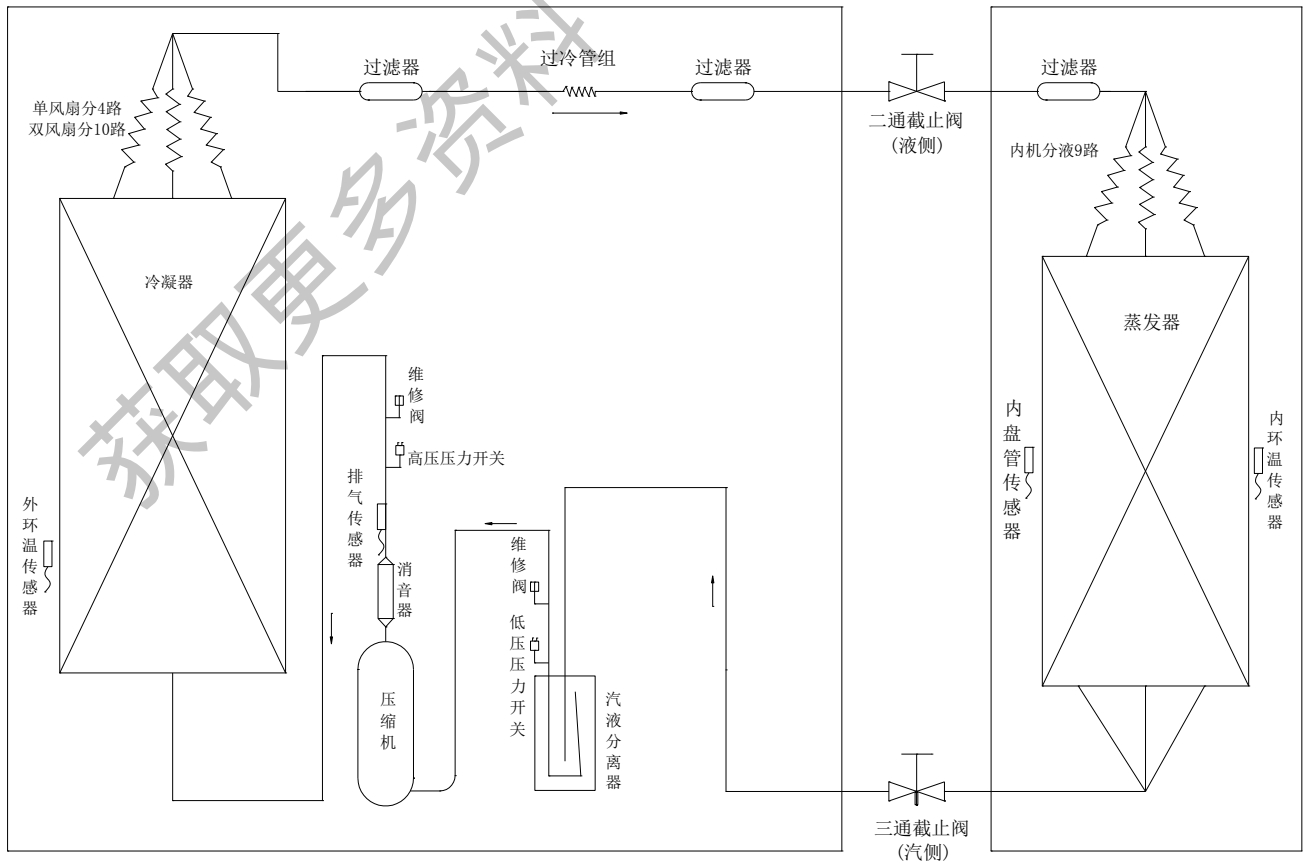 过滤器
过冷管组
过滤器
过滤器
单风扇分4路
双风扇分10路
二通截止阀
(液侧)
内机分液9路
冷凝器
蒸发器
维修阀
高压压力开关
排气传感器
消音器
外环温传感器
压缩机
维修阀
低压压力开关
汽液分离器
内盘管传感器
内环温传感器
三通截止阀
(汽侧)
获取更多资料